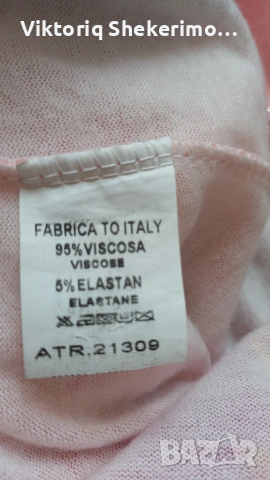 Viktoriq Shekerimo...
FABRICA TO ITALY
95%VISCOSA
VISCOSE
5%ELASTAN
ELASTANE
ATR.21309
BAZAR